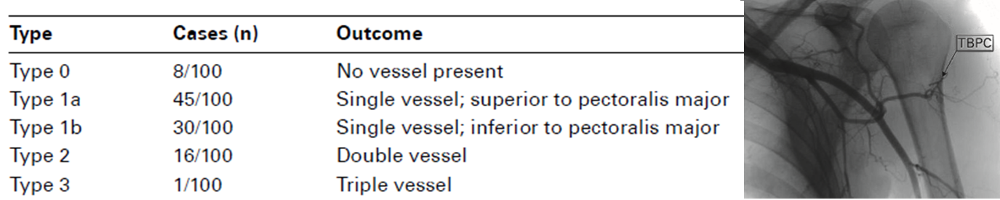 Type Cases (n) Outcome
Type 0 8/100 No vessel present
Type 1a 45/100 Single vessel; superior to pectoralis major
Type 1b 30/100 Single vessel; inferior to pectoralis major
Type 2 16/100 Double vessel
Type 3 1/100 Triple vessel
TBPC